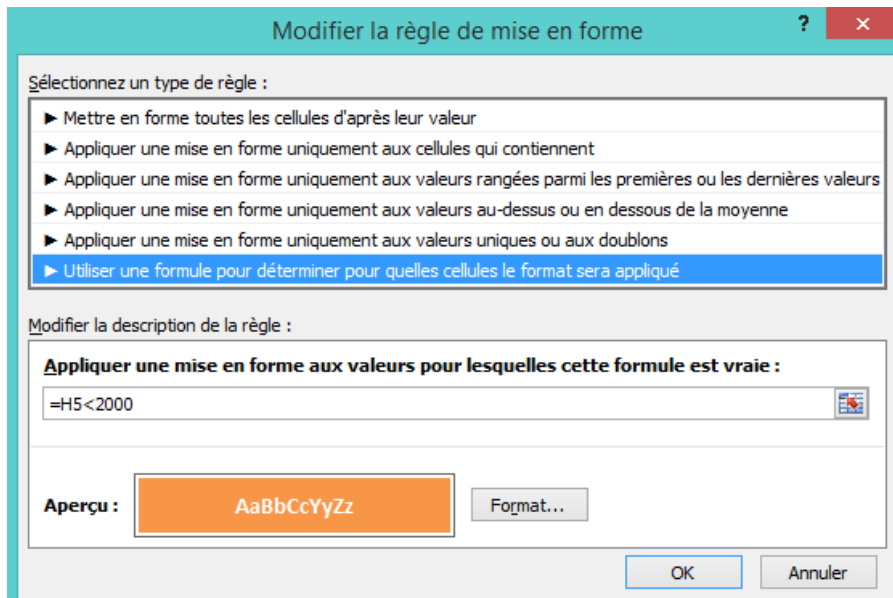 Modifier la règle de mise en forme
?
×
Sélectionnez un type de règle :
► Mettre en forme toutes les cellules d'après leur valeur
► Appliquer une mise en forme uniquement aux cellules qui contiennent
► Appliquer une mise en forme uniquement aux valeurs rangées parmi les premières ou les dernières valeurs
► Appliquer une mise en forme uniquement aux valeurs au-dessus ou en dessous de la moyenne
► Appliquer une mise en forme uniquement aux valeurs uniques ou aux doublons
► Utiliser une formule pour déterminer pour quelles cellules le format sera appliqué
Modifier la description de la règle :
Appliquer une mise en forme aux valeurs pour lesquelles cette formule est vraie :
=H5<2000
Aperçu : AaBbCcYyZz Format...
OK Annuler